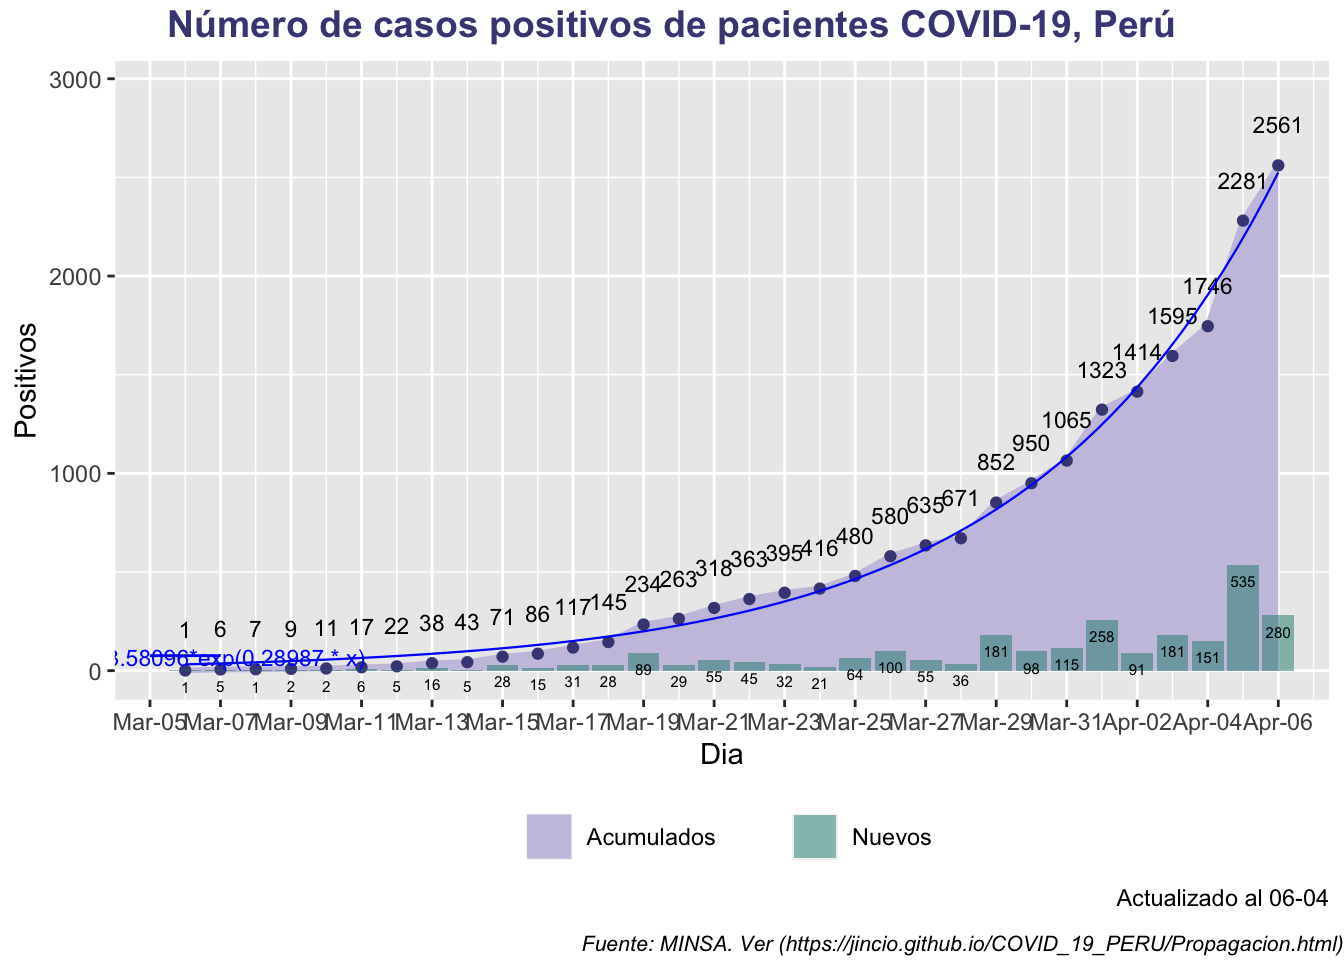 Número de casos positivos de pacientes COVID-19, Perú
Positivos
3000
2000
1000
0
1 6 7 9 11 17 22 38 43 71 86 117 145 234 263 318 363 395 416 480 580 635 671 852 950 1065 1323 1414 1595 1746 2281 2561
.58096*exp(0.28987 * x)
1 5 1 2 2 6 5 16 5 28 15 31 28 89 29 55 45 32 21 64 100 55 36 181 98 115 258 91 181 151 535 280
Mar-05 Mar-07 Mar-09 Mar-11 Mar-13 Mar-15 Mar-17 Mar-19 Mar-21 Mar-23 Mar-25 Mar-27 Mar-29 Mar-31 Apr-02 Apr-04 Apr-06
Dia
Acumulados Nuevos
Actualizado al 06-04
Fuente: MINSA. Ver (https://jincio.github.io/COVID_19_PERU/Propagacion.html)